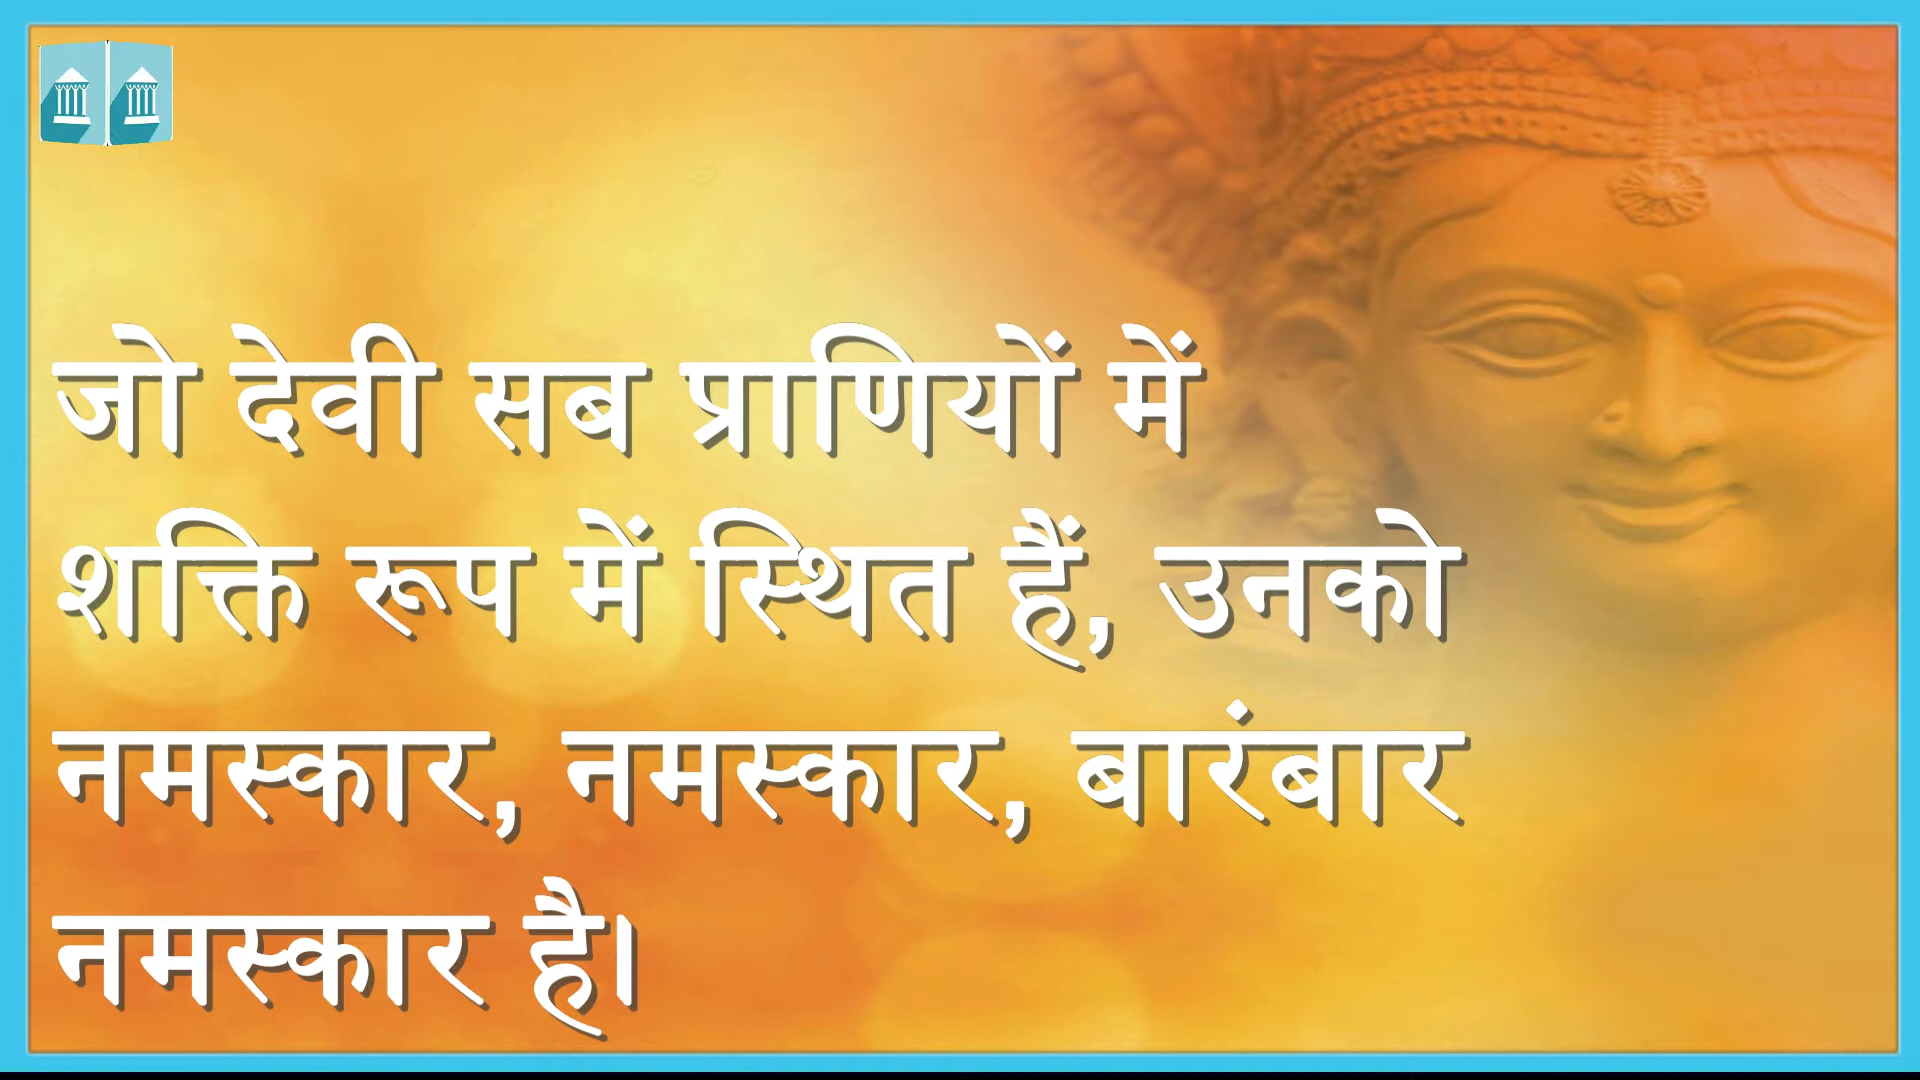 जो देवी सब प्राणियों में
शक्ति रूप में स्थित हैं, उनको
नमस्कार, नमस्कार, बारंबार
नमस्कार है।